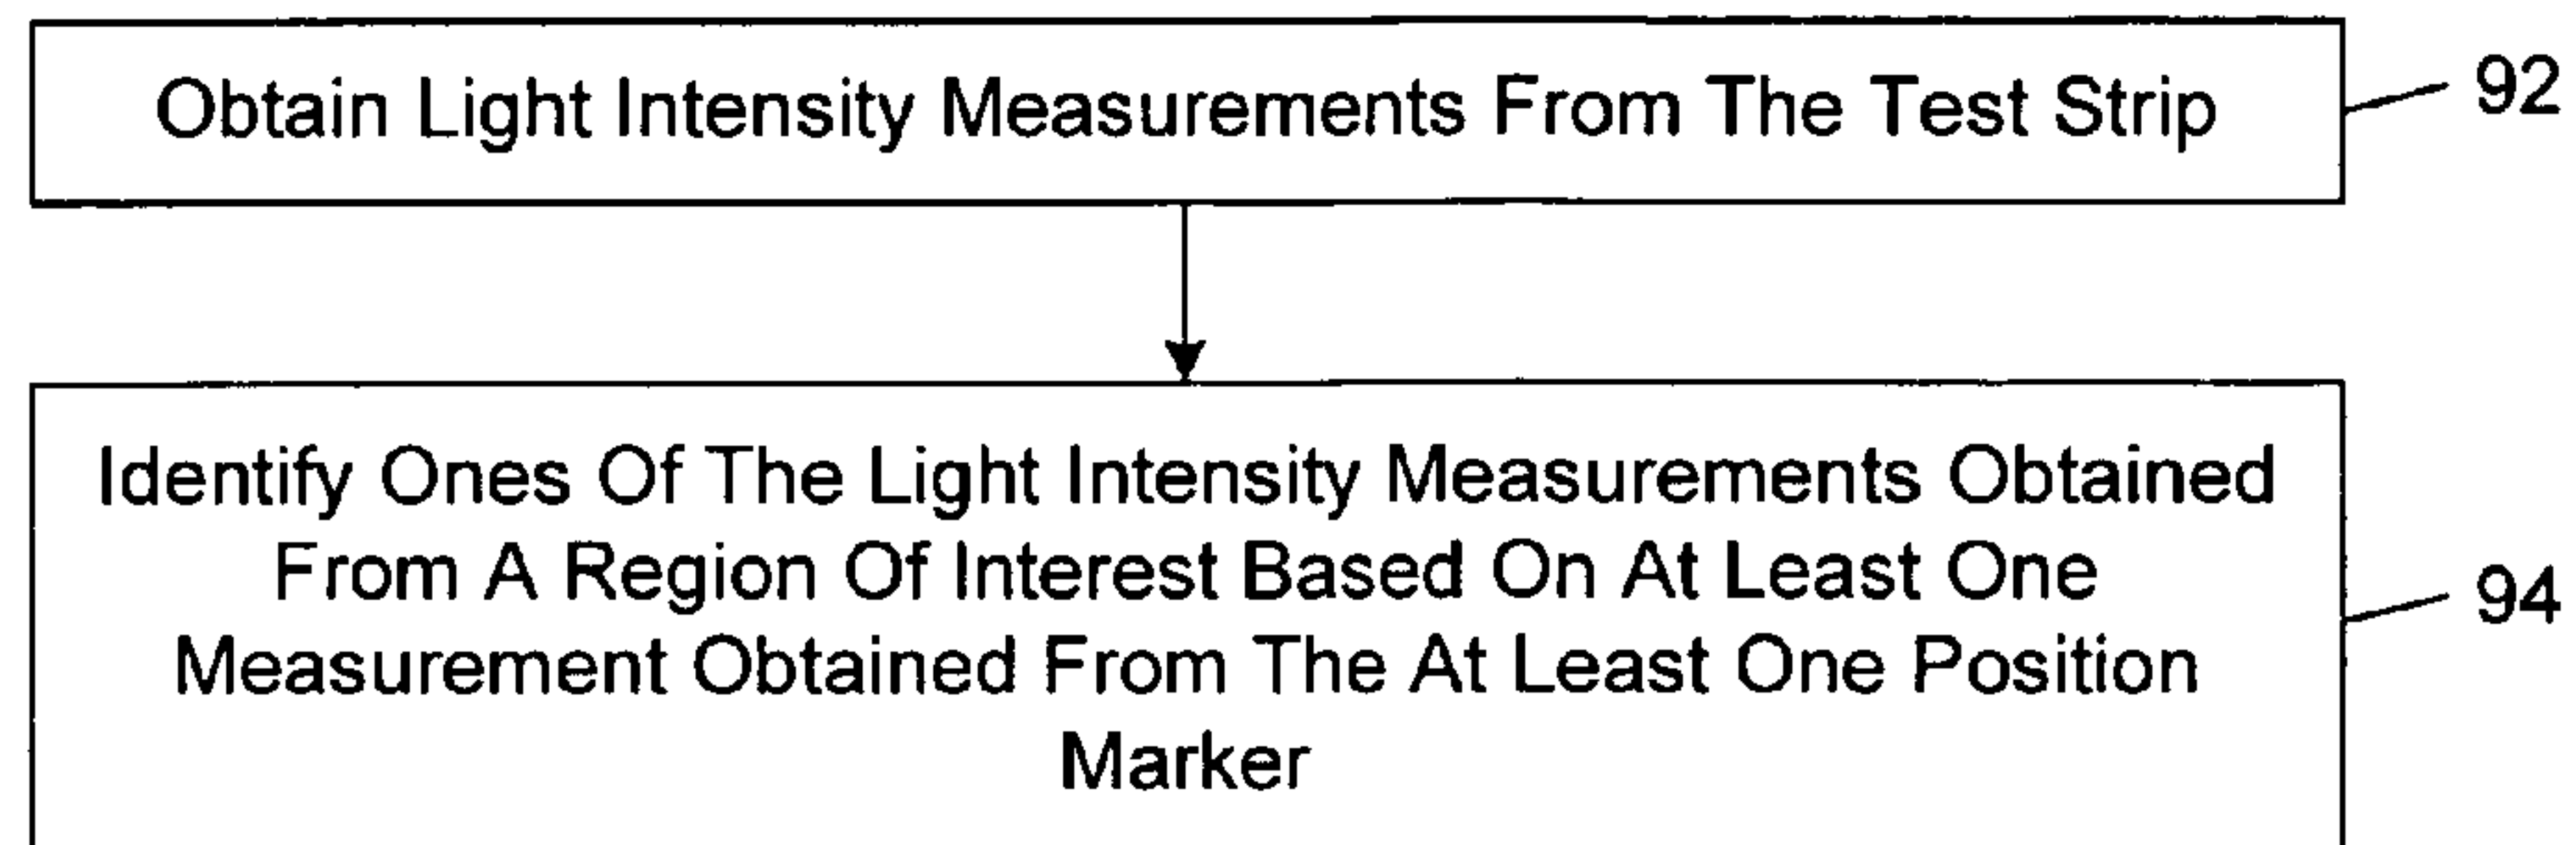 Obtain Light Intensity Measurements From The Test Strip
92
Identify Ones Of The Light Intensity Measurements Obtained
From A Region Of Interest Based On At Least One
Measurement Obtained From The At Least One Position
Marker
94